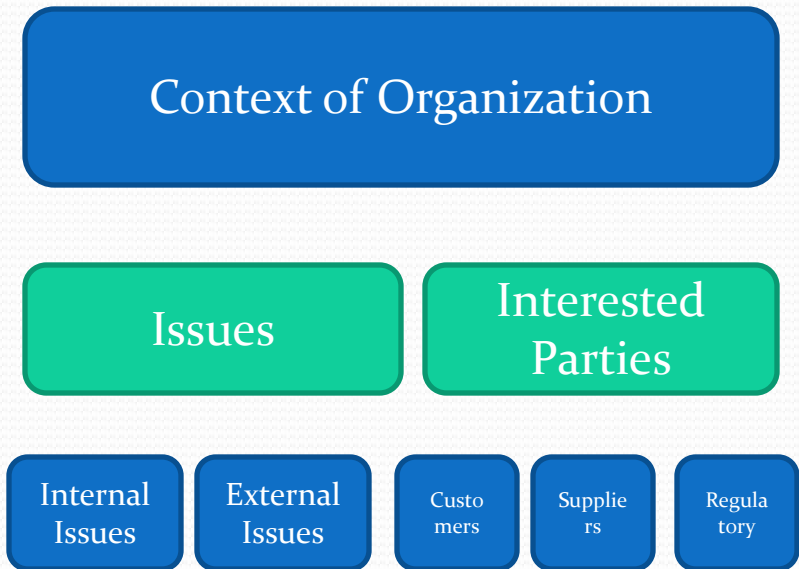 Context of Organization
Issues
Interested
Parties
Internal
Issues
External
Issues
Custo
mers
Supplie
rs
Regula
tory